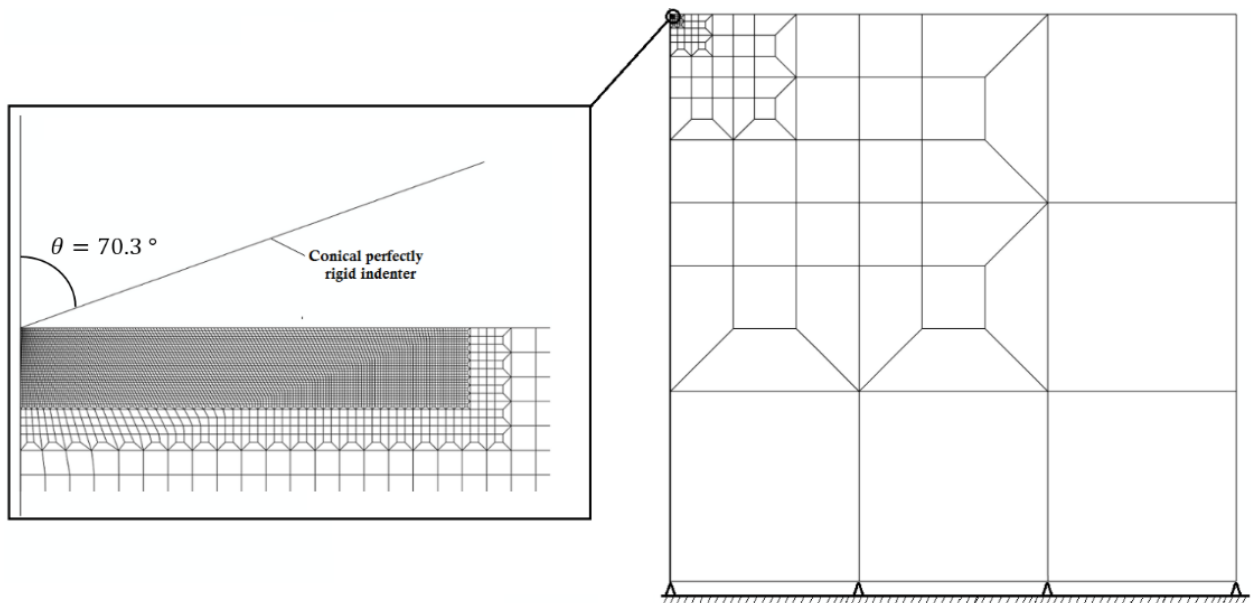 θ = 70.3 °
Conical perfectly
rigid indenter